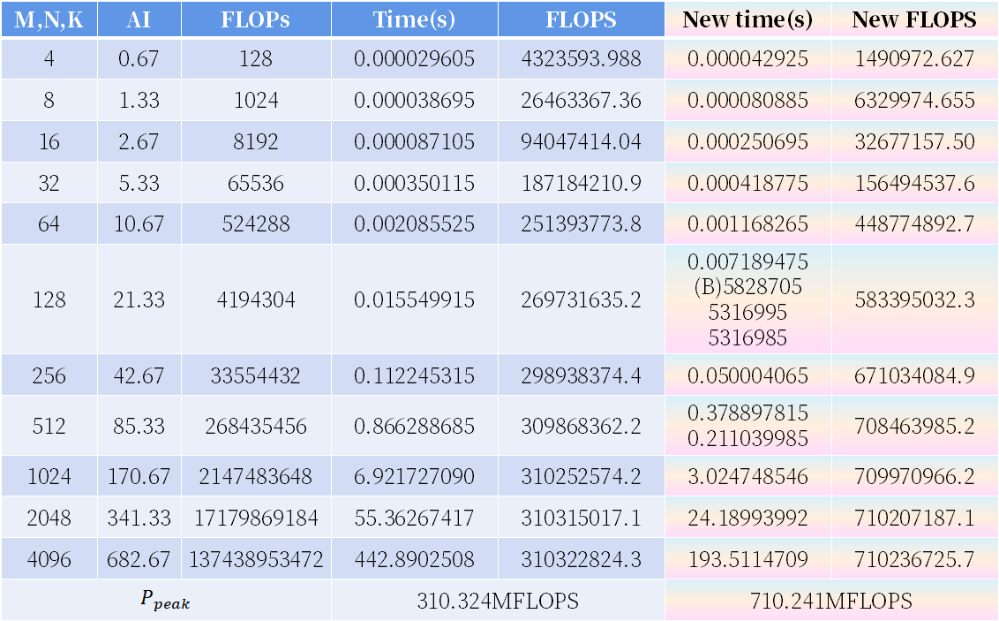 M,N,K AI FLOPs Time(s) FLOPS New time(s) New FLOPS
4 0.67 128 0.000029605 4323593.988 0.000042925 1490972.627
8 1.33 1024 0.000038695 26463367.36 0.000080885 6329974.655
16 2.67 8192 0.000087105 94047414.04 0.000250695 32677157.50
32 5.33 65536 0.000350115 187184210.9 0.000418775 156494537.6
64 10.67 524288 0.002085525 251393773.8 0.001168265 448774892.7
128 21.33 4194304 0.015549915 269731635.2 0.007189475
(B)5828705
5316995
5316985 583395032.3
256 42.67 33554432 0.112245315 298938374.4 0.050004065 671034084.9
512 85.33 268435456 0.866288685 309868362.2 0.378897815
0.211039985 708463985.2
1024 170.67 2147483648 6.921727090 310252574.2 3.024748546 709970966.2
2048 341.33 17179869184 55.36267417 310315017.1 24.18993992 710207187.1
4096 682.67 137438953472 442.8902508 310322824.3 193.5114709 710236725.7
P_peak 310.324MFLOPS 710.241MFLOPS